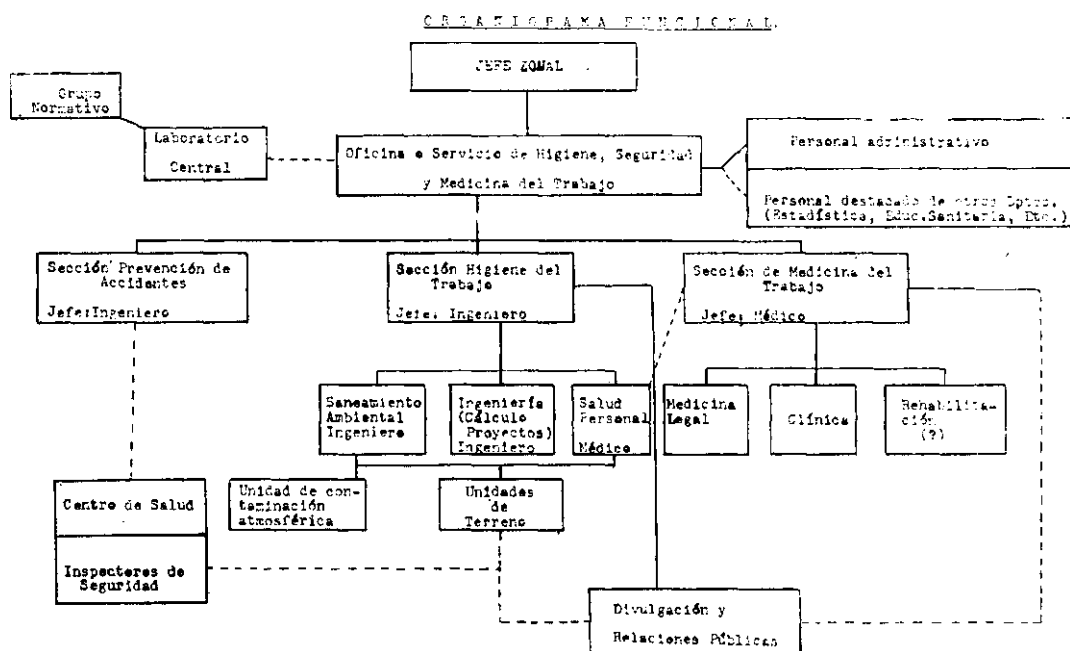 ORGANIGRAMA FUNCIONAL.
JEFE ZONAL
Grupo
Normativo
Laboratorio
Central
Oficina o Servicio de Higiene, Seguridad
y Medicina del Trabajo
Personal administrativo
Personal destacado de otros Dptos.
(Estadística, Educ.Sanitaria, Etc.)
Sección Prevención de
Accidentes
Jefe:Ingeniero
Sección Higiene del
Trabajo
Jefe: Ingeniero
Sección de Medicina del
Trabajo
Jefe: Médico
Saneamiento
Ambiental
Ingeniero
Ingeniería
(Cálculo
Proyectos)
Ingeniero
Salud
Personal
Médico
Medicina
Legal
Clínica
Rehabilita-
ción
(?)
Unidad de con-
taminación
atmosférica
Unidades
de
Terreno
Centro de Salud
Inspectores de
Seguridad
Divulgación y
Relaciones Públicas